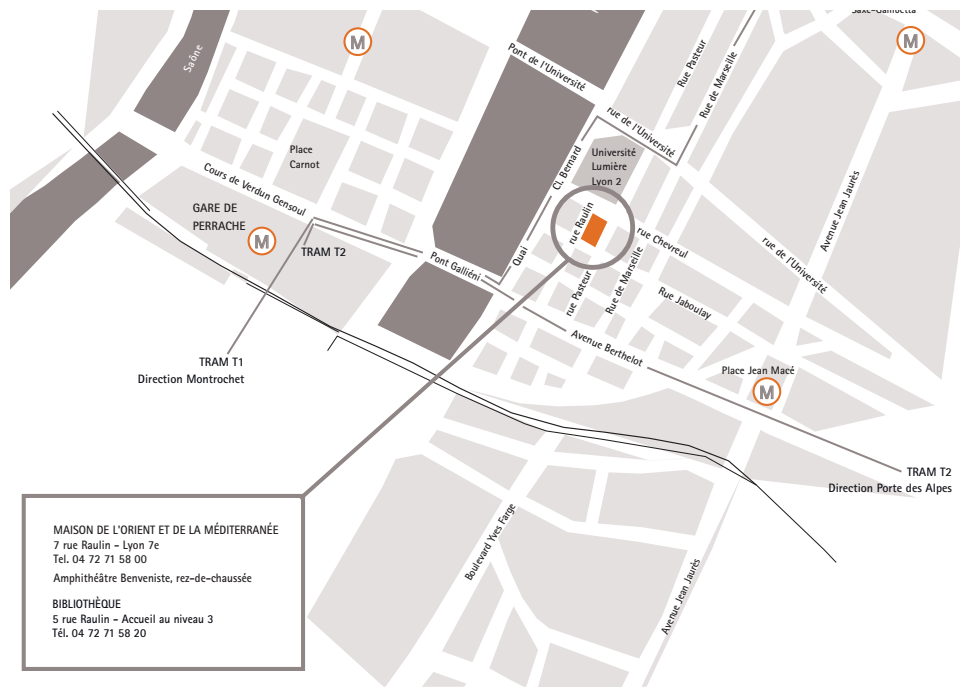 Saxe-Gambetta
M
M
Saône
Pont de l'Université
Rue Pasteur
Rue de Marseille
rue de l'Université
Place
Carnot
Cl. Bernard
Université
Lumière
Lyon 2
Cours de Verdun Gensoul
Avenue Jean Jaurès
GARE DE
PERRACHE
M
rue Raulin
rue Chevreul
TRAM T2
Quai
Pont Galliéni
rue de l'Université
rue Pasteur
Rue de Marseille
Rue Jaboulay
Avenue Berthelot
TRAM T1
Direction Montrochet
Place Jean Macé
M
TRAM T2
Direction Porte des Alpes
Boulevard Yves Farge
Avenue Jean Jaurès
MAISON DE L'ORIENT ET DE LA MÉDITERRANÉE
7 rue Raulin - Lyon 7e
Tel. 04 72 71 58 00
Amphithéâtre Benveniste, rez-de-chaussée
BIBLIOTHÈQUE
5 rue Raulin - Accueil au niveau 3
Tél. 04 72 71 58 20